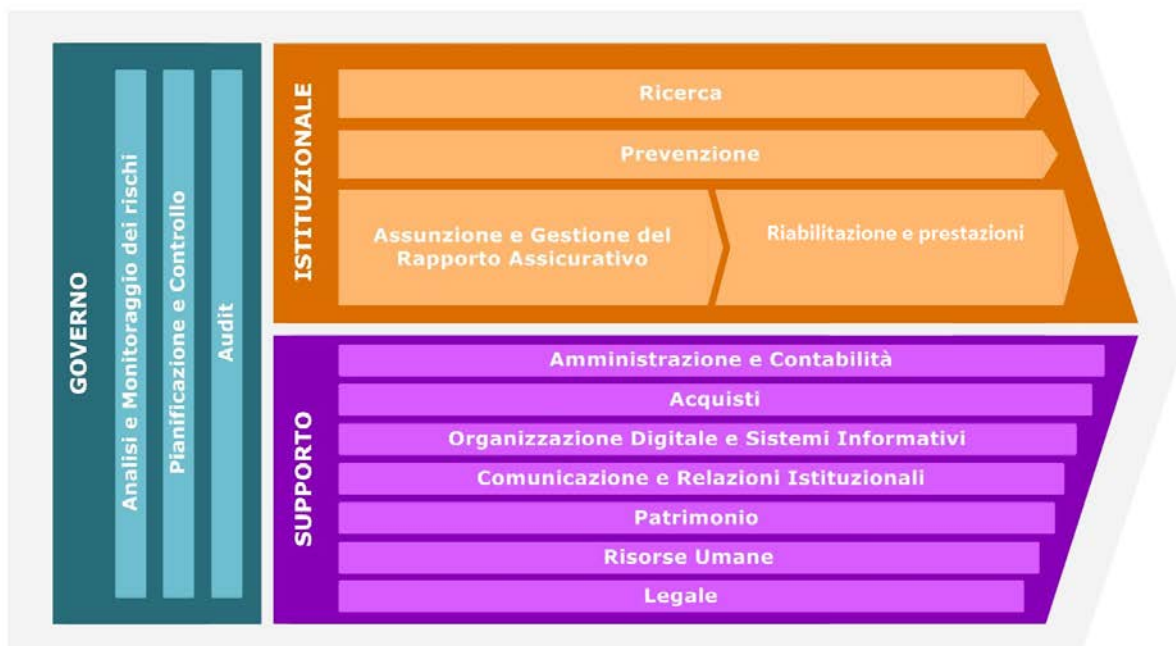 GOVERNO
Analisi e Monitoraggio dei rischi
Pianificazione e Controllo
Audit
ISTITUZIONALE
Ricerca
Prevenzione
Assunzione e Gestione del
Rapporto Assicurativo
Riabilitazione e prestazioni
SUPPORTO
Amministrazione e Contabilità
Acquisti
Organizzazione Digitale e Sistemi Informativi
Comunicazione e Relazioni Istituzionali
Patrimonio
Risorse Umane
Legale